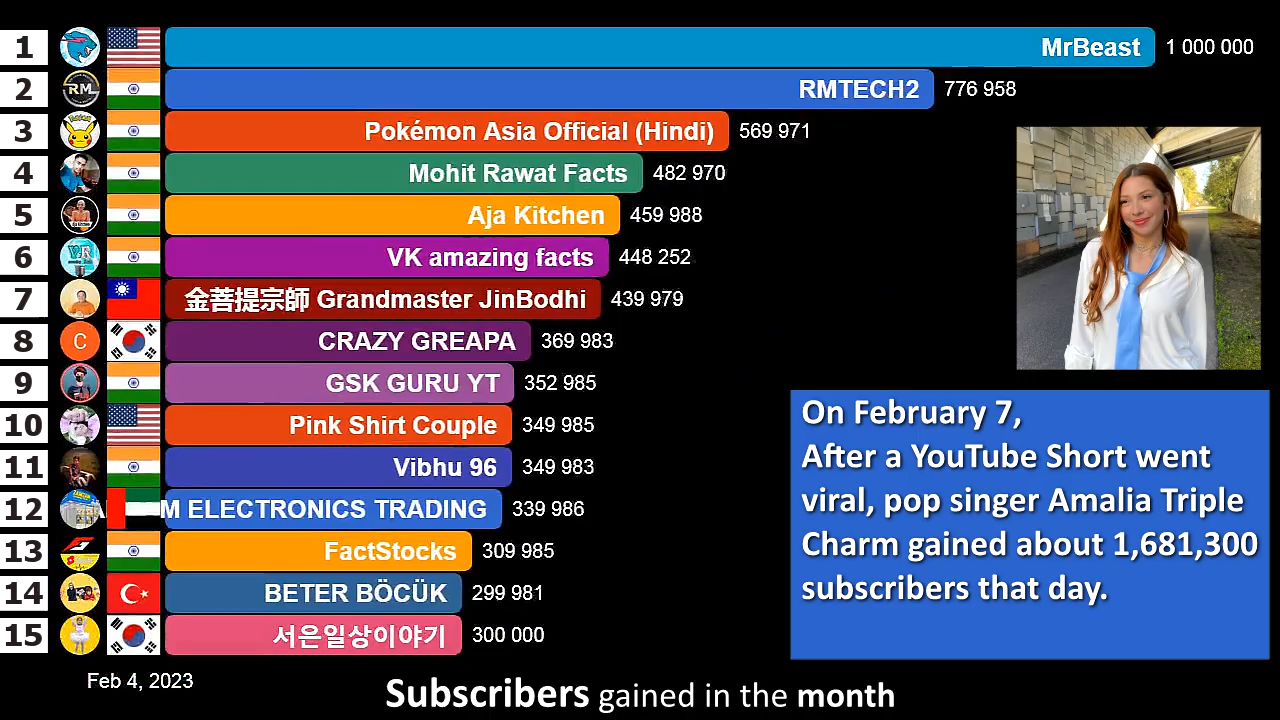 1 MrBeast 1 000 000
2 RM RMTECH2 776 958
3 Pokémon Asia Official (Hindi) 569 971
4 Mohit Rawat Facts 482 970
5 Aja Kitchen 459 988
6 VK amazing facts 448 252
7 金菩提宗師 Grandmaster JinBodhi 439 979
8 C CRAZY GREAPA 369 983
9 GSK GURU YT 352 985
10 Pink Shirt Couple 349 985
11 Vibhu 96 349 983
12 M ELECTRONICS TRADING 339 986
13 FactStocks 309 985
14 BETER BÖCÜK 299 981
15 서은일상이야기 300 000
On February 7,
After a YouTube Short went
viral, pop singer Amalia Triple
Charm gained about 1,681,300
subscribers that day.
Feb 4, 2023
Subscribers gained in the month